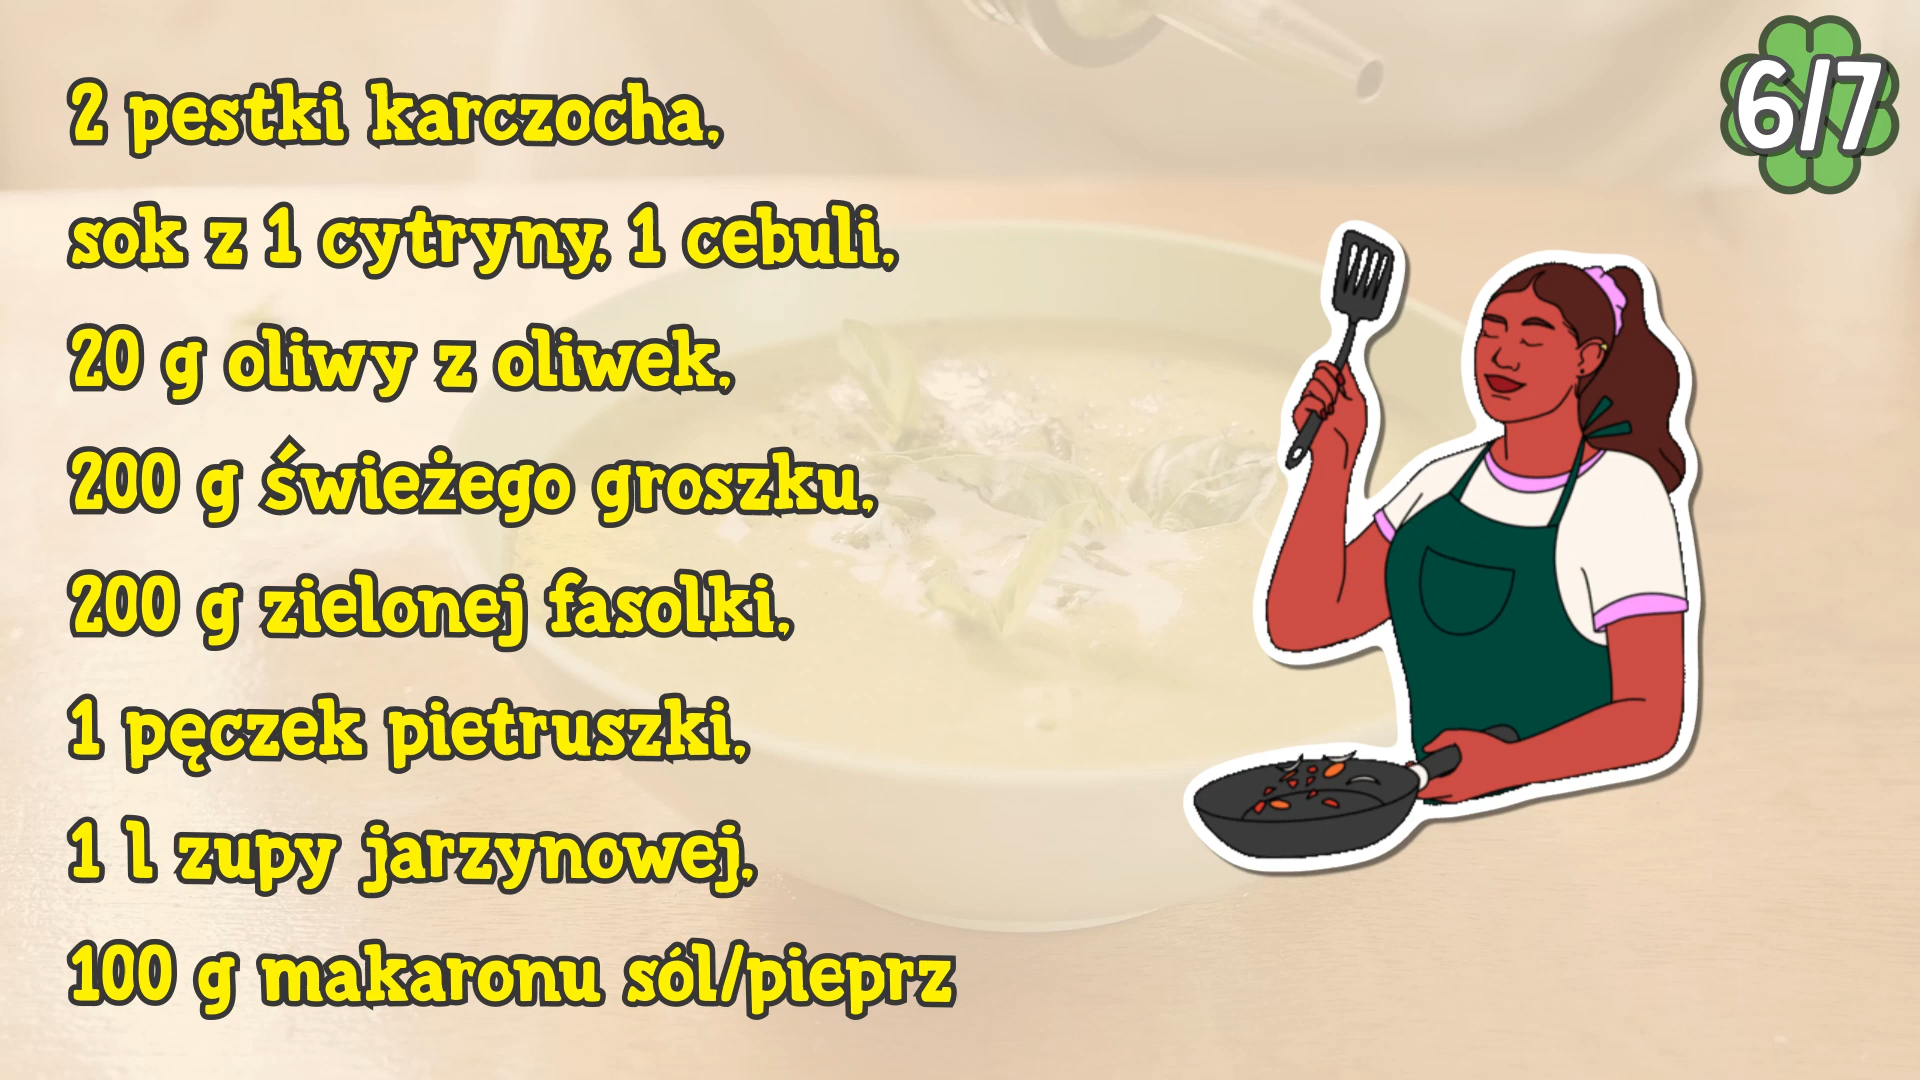 6/7
2 pestki karczocha,
sok z 1 cytryny, 1 cebuli,
20 g oliwy z oliwek,
200 g świeżego groszku,
200 g zielonej fasolki,
1 pęczek pietruszki,
1 l zupy jarzynowej,
100 g makaronu sól/pieprz